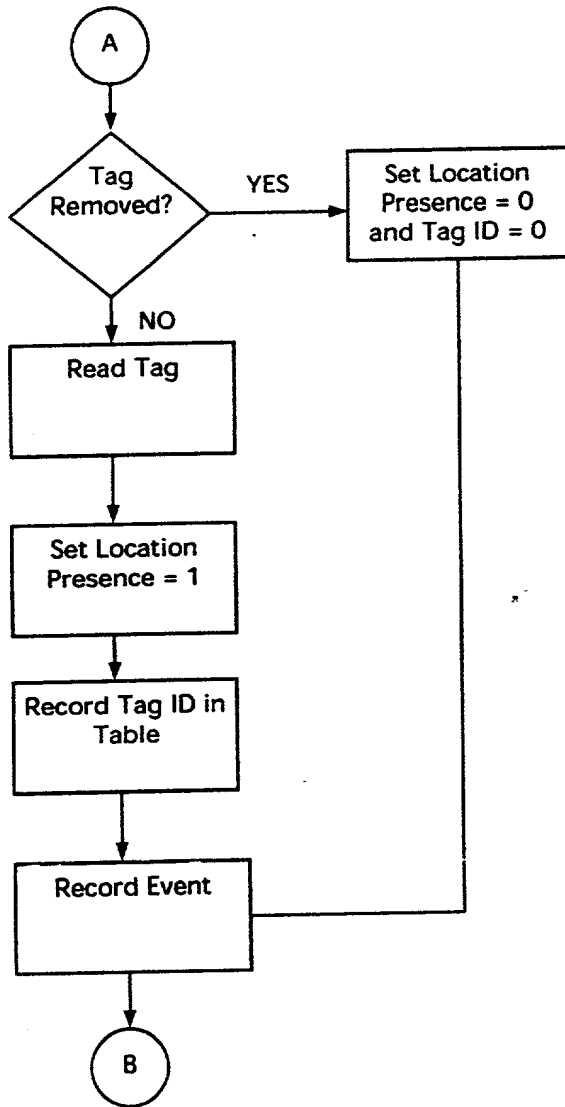 A
Tag
Removed?
YES
Set Location
Presence = 0
and Tag ID = 0
NO
Read Tag
Set Location
Presence = 1
Record Tag ID in
Table
Record Event
B